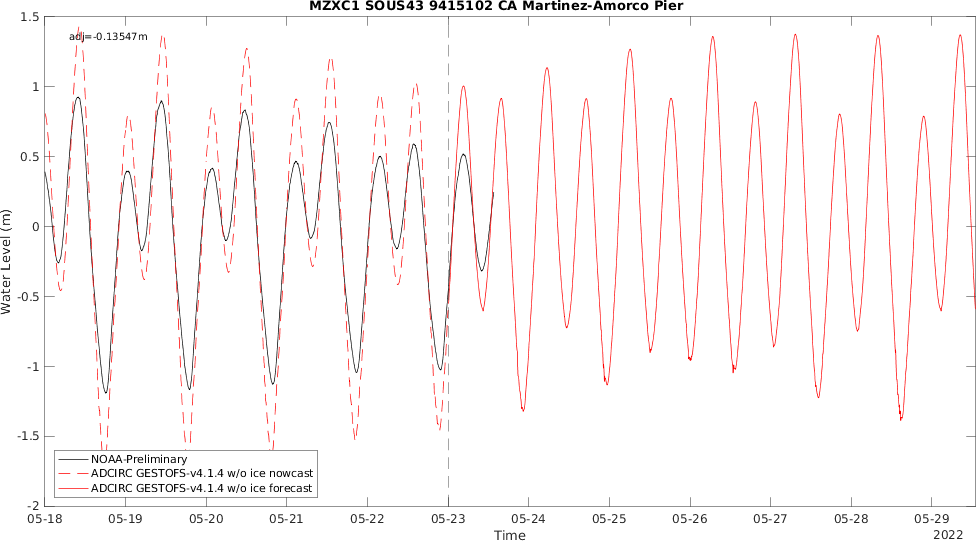 MZXC1 SOUS43 9415102 CA Martinez-Amorco Pier
adj=-0.13547m
1.5
1
0.5
0
-0.5
-1
-1.5
-2
Water Level (m)
NOAA-Preliminary
ADCIRC GESTOFS-v4.1.4 w/o ice nowcast
ADCIRC GESTOFS-v4.1.4 w/o ice forecast
05-18 05-19 05-20 05-21 05-22 05-23 05-24 05-25 05-26 05-27 05-28 05-29
Time
2022